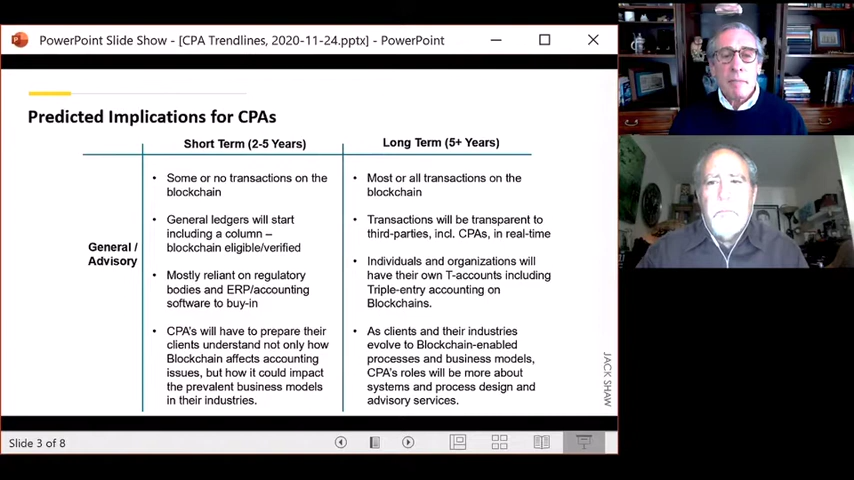 PowerPoint Slide Show - [CPA Trendlines, 2020-11-24.pptx] - PowerPoint
Predicted Implications for CPAs
Short Term (2-5 Years)
Long Term (5+ Years)
General /
Advisory
• Some or no transactions on the
blockchain
• General ledgers will start
including a column –
blockchain eligible/verified
• Mostly reliant on regulatory
bodies and ERP/accounting
software to buy-in
• CPA's will have to prepare their
clients understand not only how
Blockchain affects accounting
issues, but how it could impact
the prevalent business models
in their industries.
• Most or all transactions on the
blockchain
• Transactions will be transparent to
third-parties, incl. CPAs, in real-time
• Individuals and organizations will
have their own T-accounts including
Triple-entry accounting on
Blockchains.
• As clients and their industries
evolve to Blockchain-enabled
processes and business models,
CPA's roles will be more about
systems and process design and
advisory services.
JACK SHAW
Slide 3 of 8